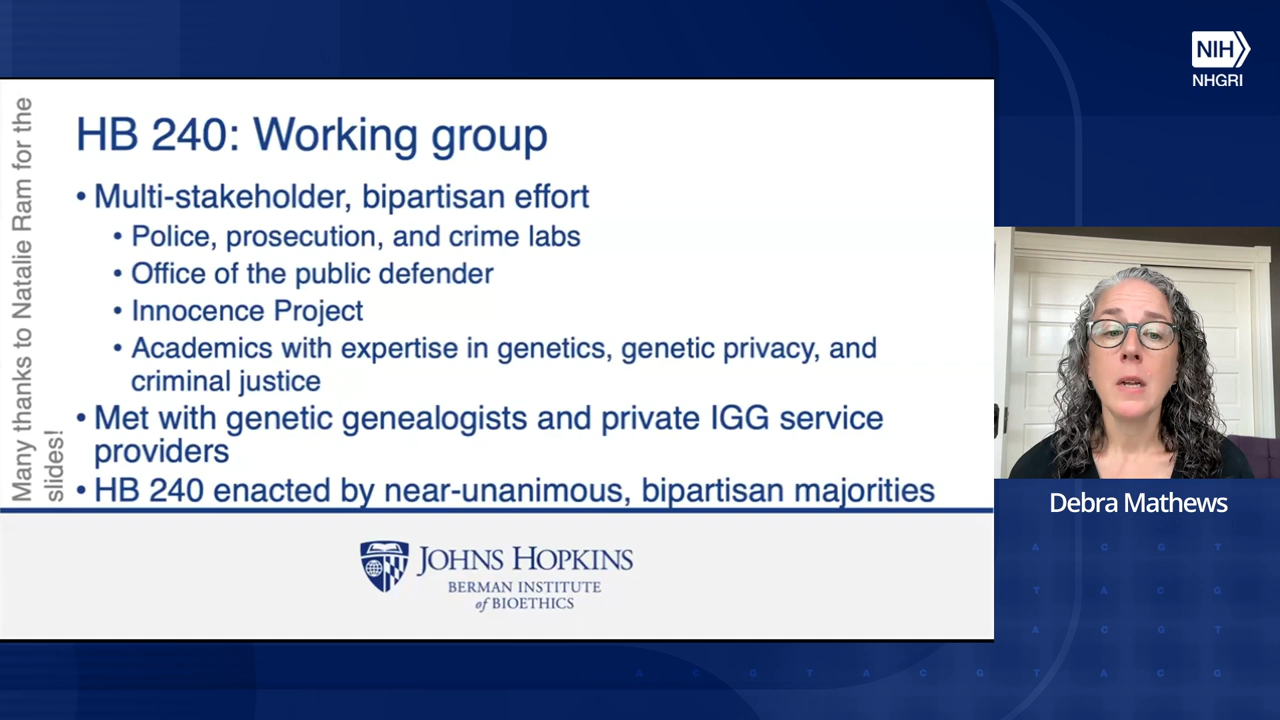 NIH
NHGRI
Many thanks to Natalie Ram for the
slides!
HB 240: Working group
• Multi-stakeholder, bipartisan effort
• Police, prosecution, and crime labs
• Office of the public defender
• Innocence Project
• Academics with expertise in genetics, genetic privacy, and
criminal justice
• Met with genetic genealogists and private IGG service
providers
• HB 240 enacted by near-unanimous, bipartisan majorities
JOHNS HOPKINS
BERMAN INSTITUTE
of BIOETHICS
Debra Mathews
A C G T
A C G T
A C G T
A C G T A C G T A C G T